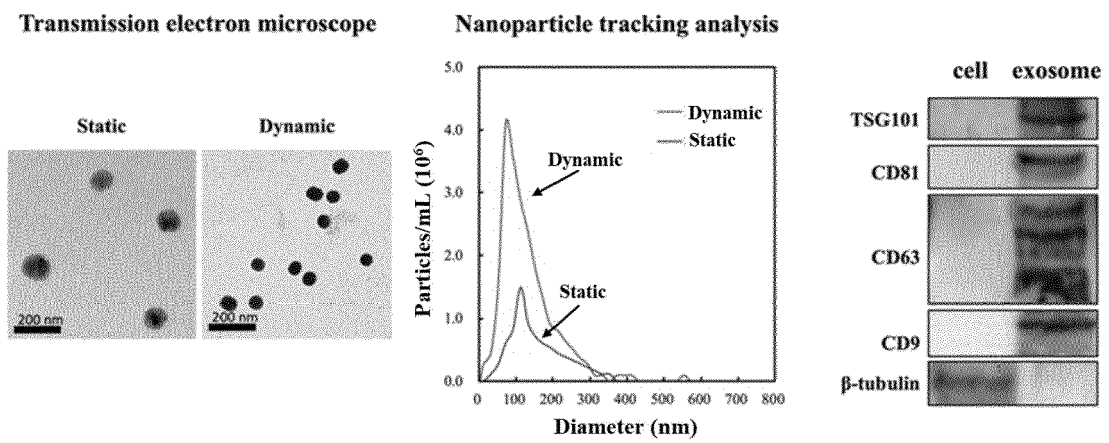 Transmission electron microscope
Static
Dynamic
200 nm
200 nm
Nanoparticle tracking analysis
Particles/mL (10⁶)
5.0
4.0
3.0
2.0
1.0
0.0
Dynamic
Static
Dynamic
Static
0 100 200 300 400 500 600 700 800
Diameter (nm)
cell exosome
TSG101
CD81
CD63
CD9
β-tubulin